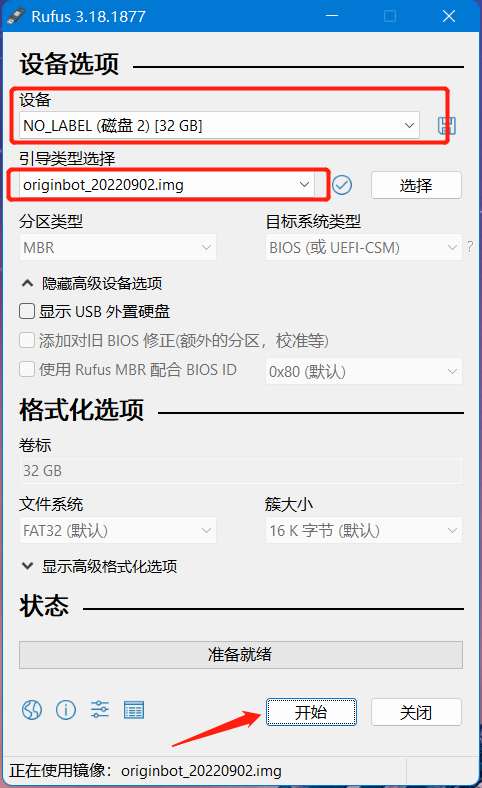 Rufus 3.18.1877
设备选项
设备
NO_LABEL (磁盘 2) [32 GB]
引导类型选择
originbot_20220902.img
选择
分区类型
目标系统类型
MBR
BIOS (或 UEFI-CSM)
?
隐藏高级设备选项
显示 USB 外置硬盘
添加对旧 BIOS 修正(额外的分区，校准等)
使用 Rufus MBR 配合 BIOS ID
0x80 (默认)
格式化选项
卷标
32 GB
文件系统
簇大小
FAT32 (默认)
16 K 字节 (默认)
显示高级格式化选项
状态
准备就绪
开始
关闭
正在使用镜像：originbot_20220902.img